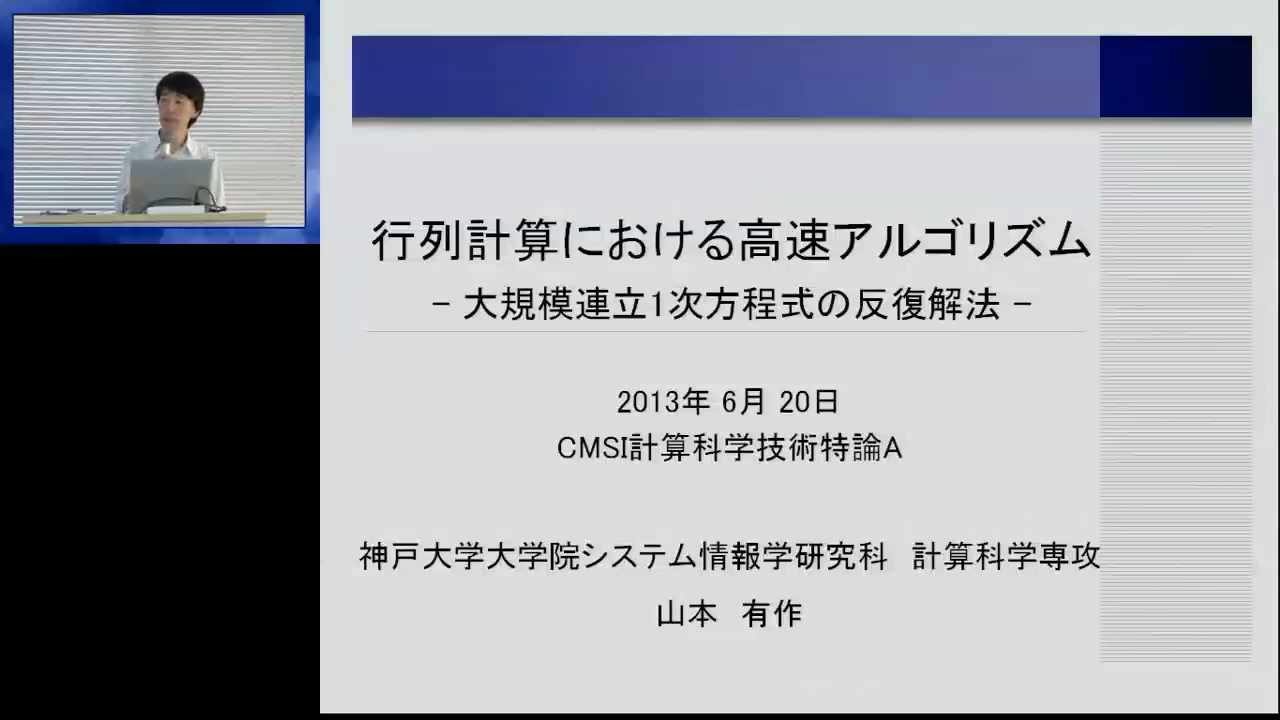 行列計算における高速アルゴリズム
− 大規模連立1次方程式の反復解法 −
2013年 6月 20日
CMSI計算科学技術特論A
神戸大学大学院システム情報学研究科　計算科学専攻
山本　有作